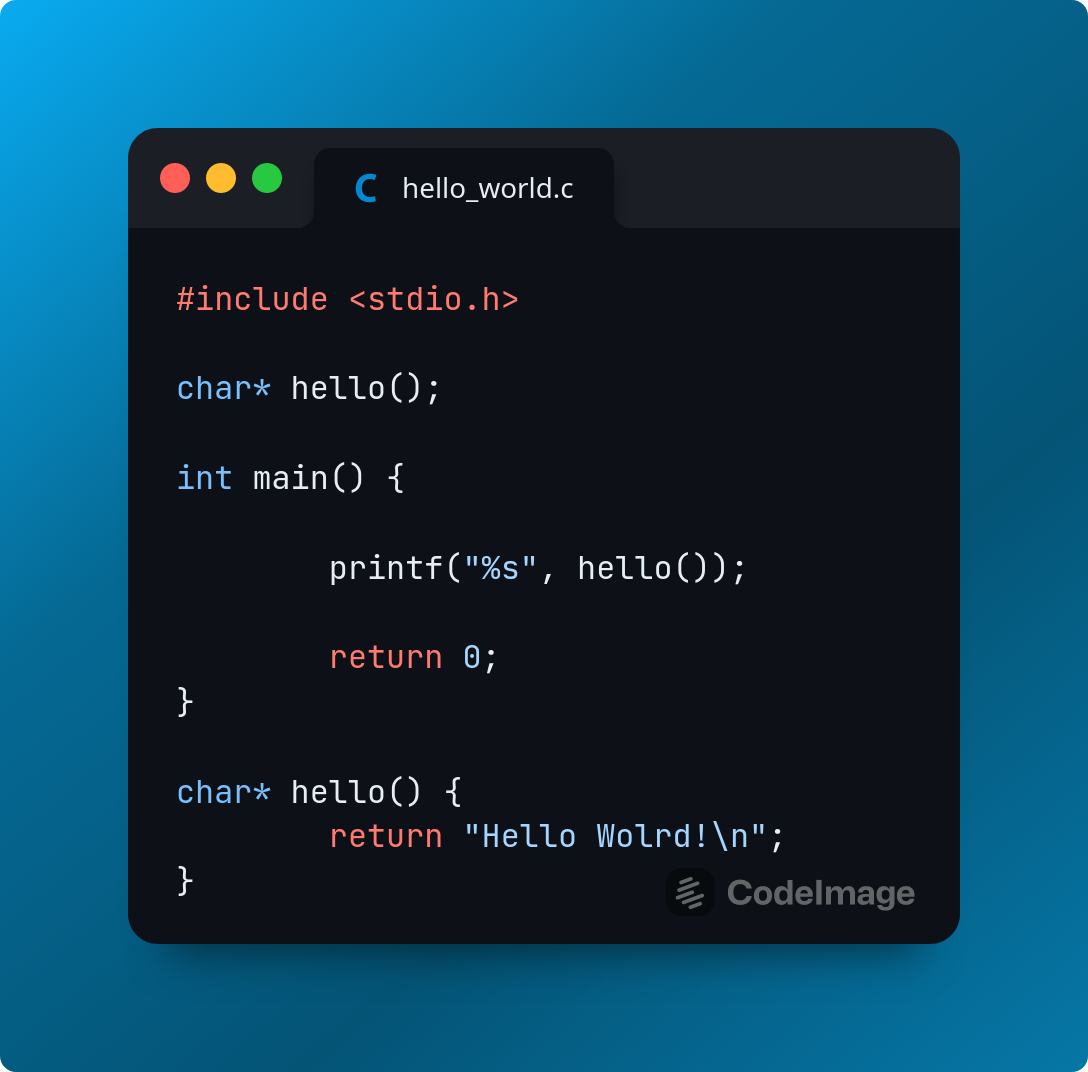 hello_world.c
#include <stdio.h>
char* hello();
int main() {
printf("%s", hello());
return 0;
}
char* hello() {
return "Hello Wolrd!\n";
}
CodeImage